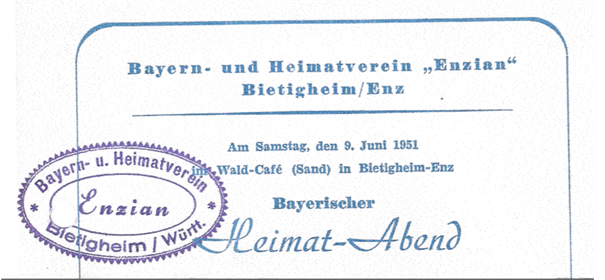 Bayern- und Heimatverein „Enzian“
Bietigheim/Enz
Am Samstag, den 9. Juni 1951
im Wald-Café (Sand) in Bietigheim-Enz
Bayerischer
Heimat-Abend
Bayern- u. Heimatverein
* Enzian *
Bietigheim / Württ.